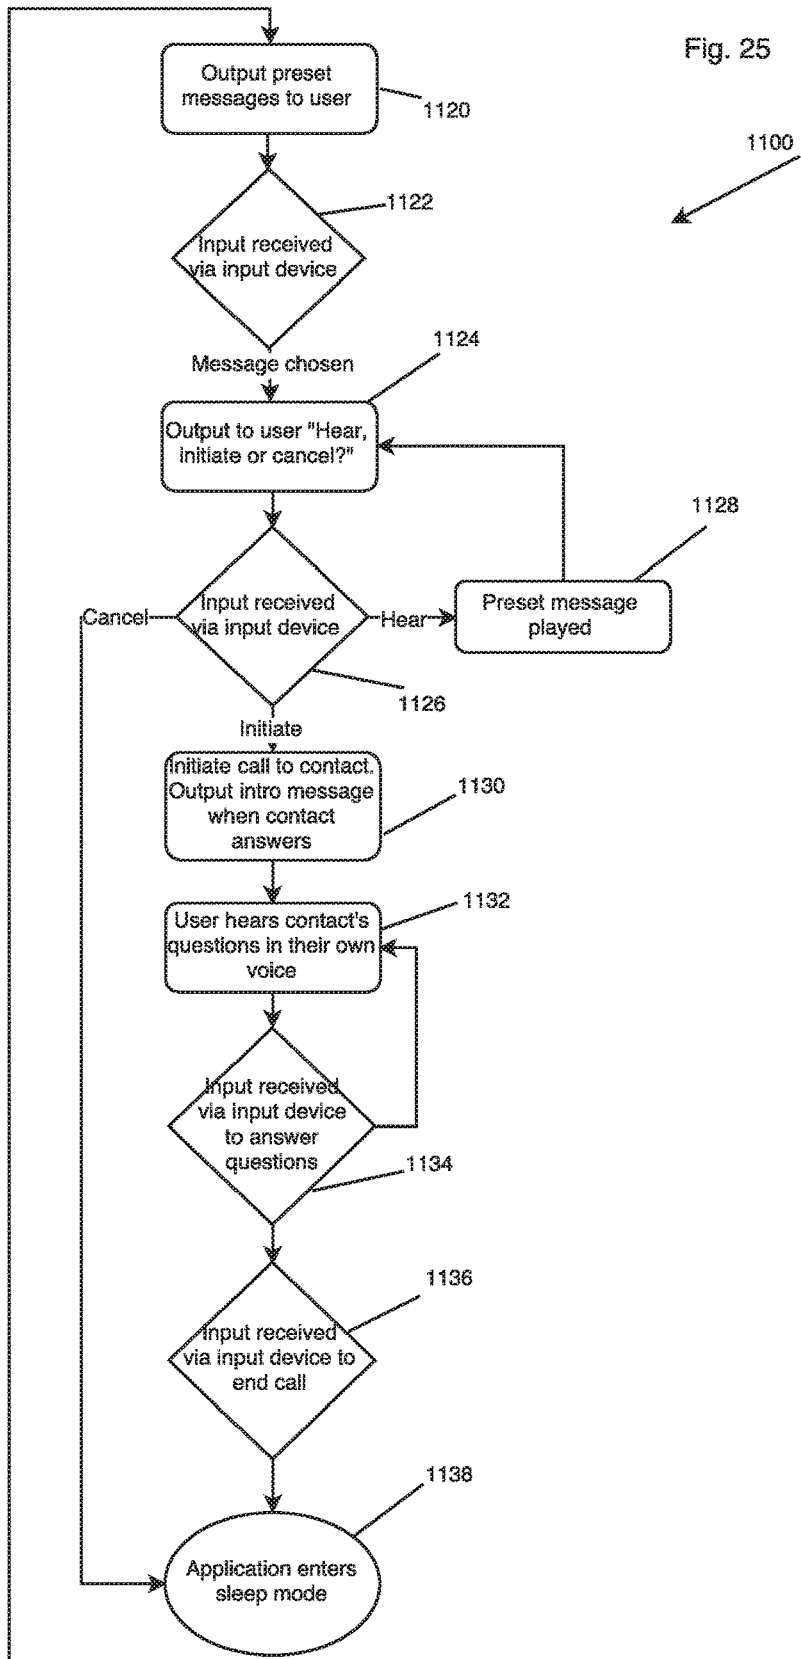 Fig. 25
Output preset
messages to user
1120
1100
1122
Input received
via input device
Message chosen
1124
Output to user "Hear,
initiate or cancel?"
1128
Cancel
Input received
via input device
Hear
Preset message
played
1126
Initiate
Initiate call to contact.
Output intro message
when contact
answers
1130
1132
User hears contact's
questions in their own
voice
Input received
via input device
to answer
questions
1134
1136
Input received
via input device to
end call
1138
Application enters
sleep mode